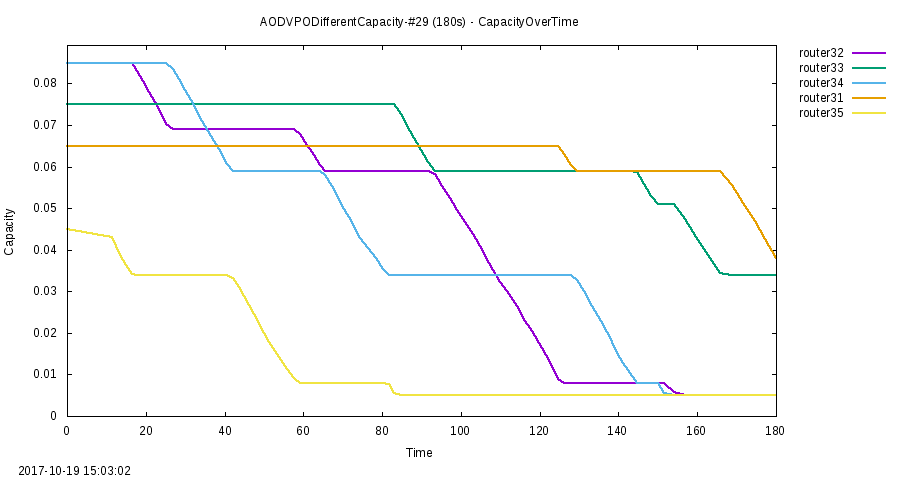 AODVPODifferentCapacity-#29 (180s) - CapacityOverTime
router32
router33
router34
router31
router35
0.08
0.07
0.06
0.05
0.04
0.03
0.02
0.01
0
Capacity
0 20 40 60 80 100 120 140 160 180
Time
2017-10-19 15:03:02